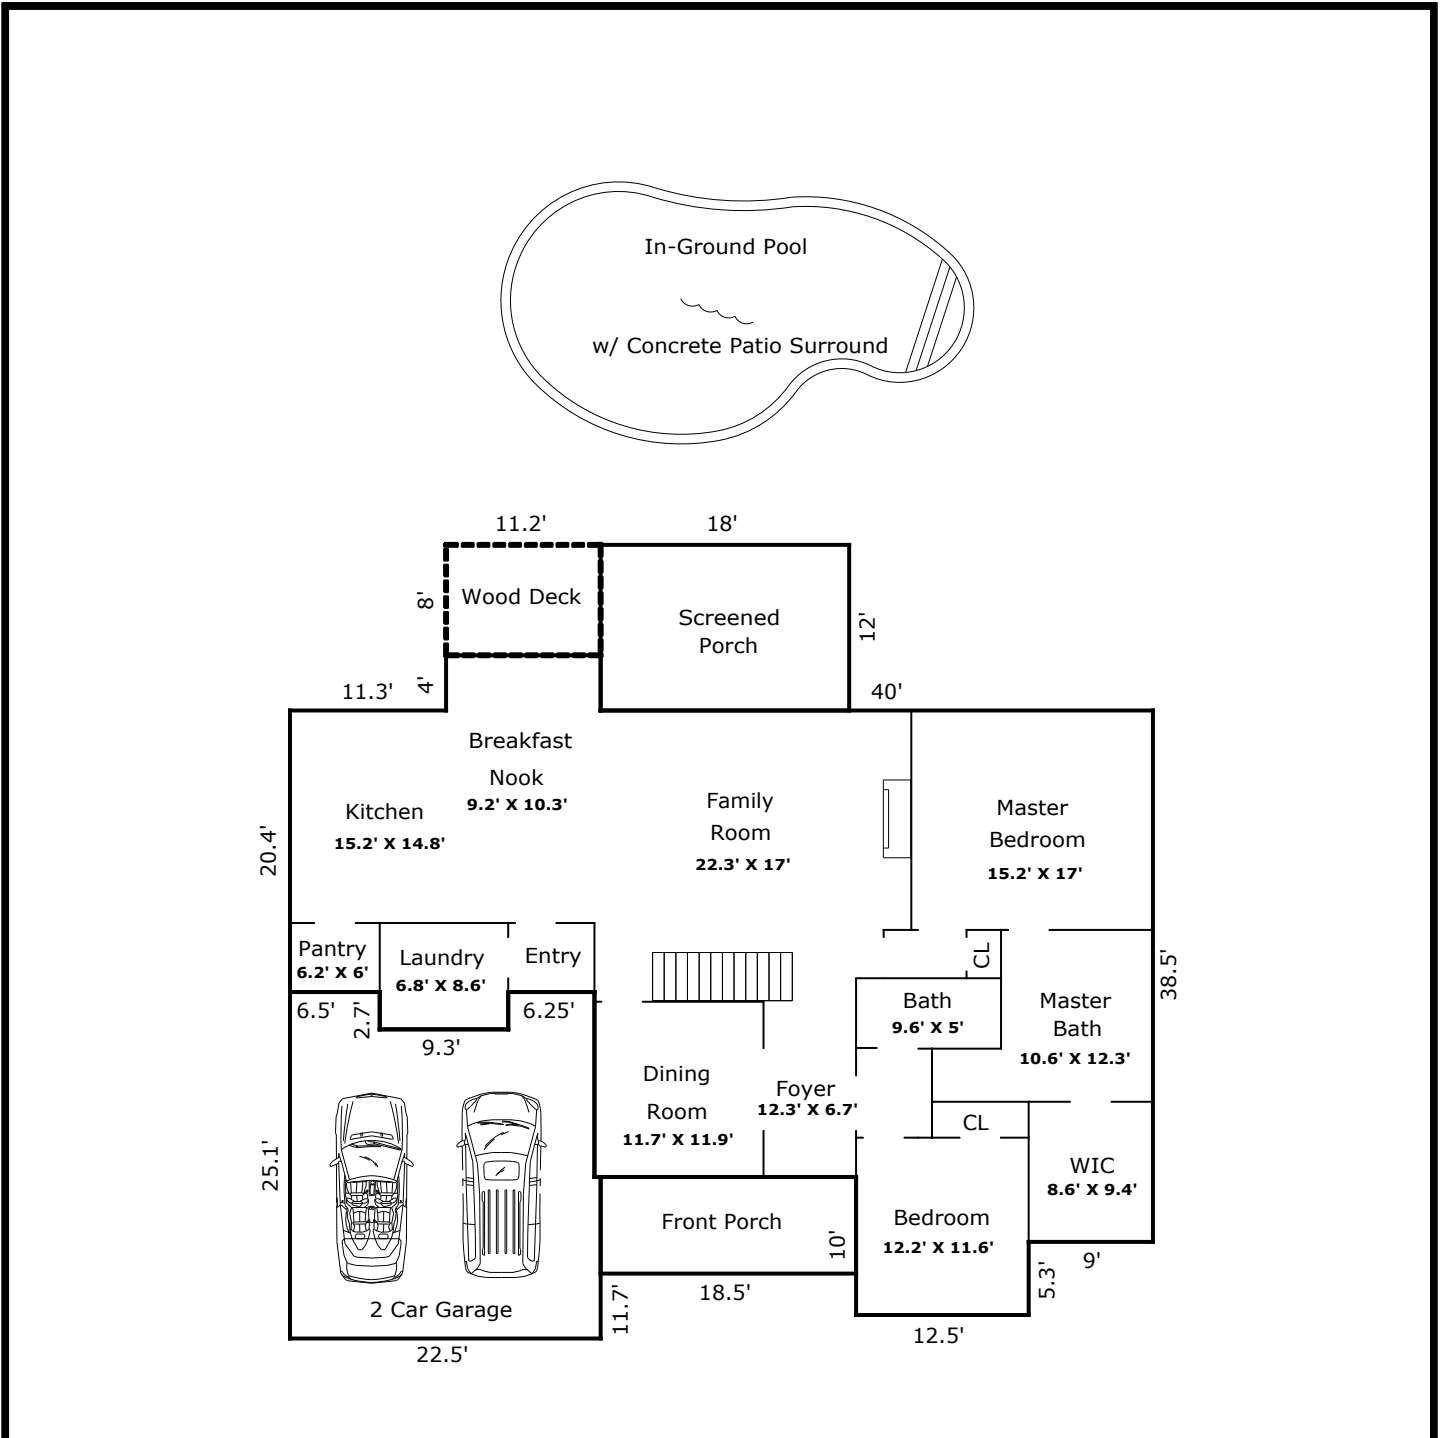 In-Ground Pool
w/ Concrete Patio Surround
11.2'
18'
8'
Wood Deck
Screened
Porch
12'
11.3'
4'
40'
Breakfast
Nook
9.2' X 10.3'
Kitchen
15.2' X 14.8'
Family
Room
22.3' X 17'
Master
Bedroom
15.2' X 17'
20.4'
Pantry
6.2' X 6'
Laundry
6.8' X 8.6'
Entry
CL
38.5'
6.5'
2.7'
9.3'
6.25'
Bath
9.6' X 5'
Master
Bath
10.6' X 12.3'
Dining
Room
11.7' X 11.9'
Foyer
12.3' X 6.7'
CL
25.1'
WIC
8.6' X 9.4'
Front Porch
10'
Bedroom
12.2' X 11.6'
9'
5.3'
18.5'
11.7'
2 Car Garage
12.5'
22.5'